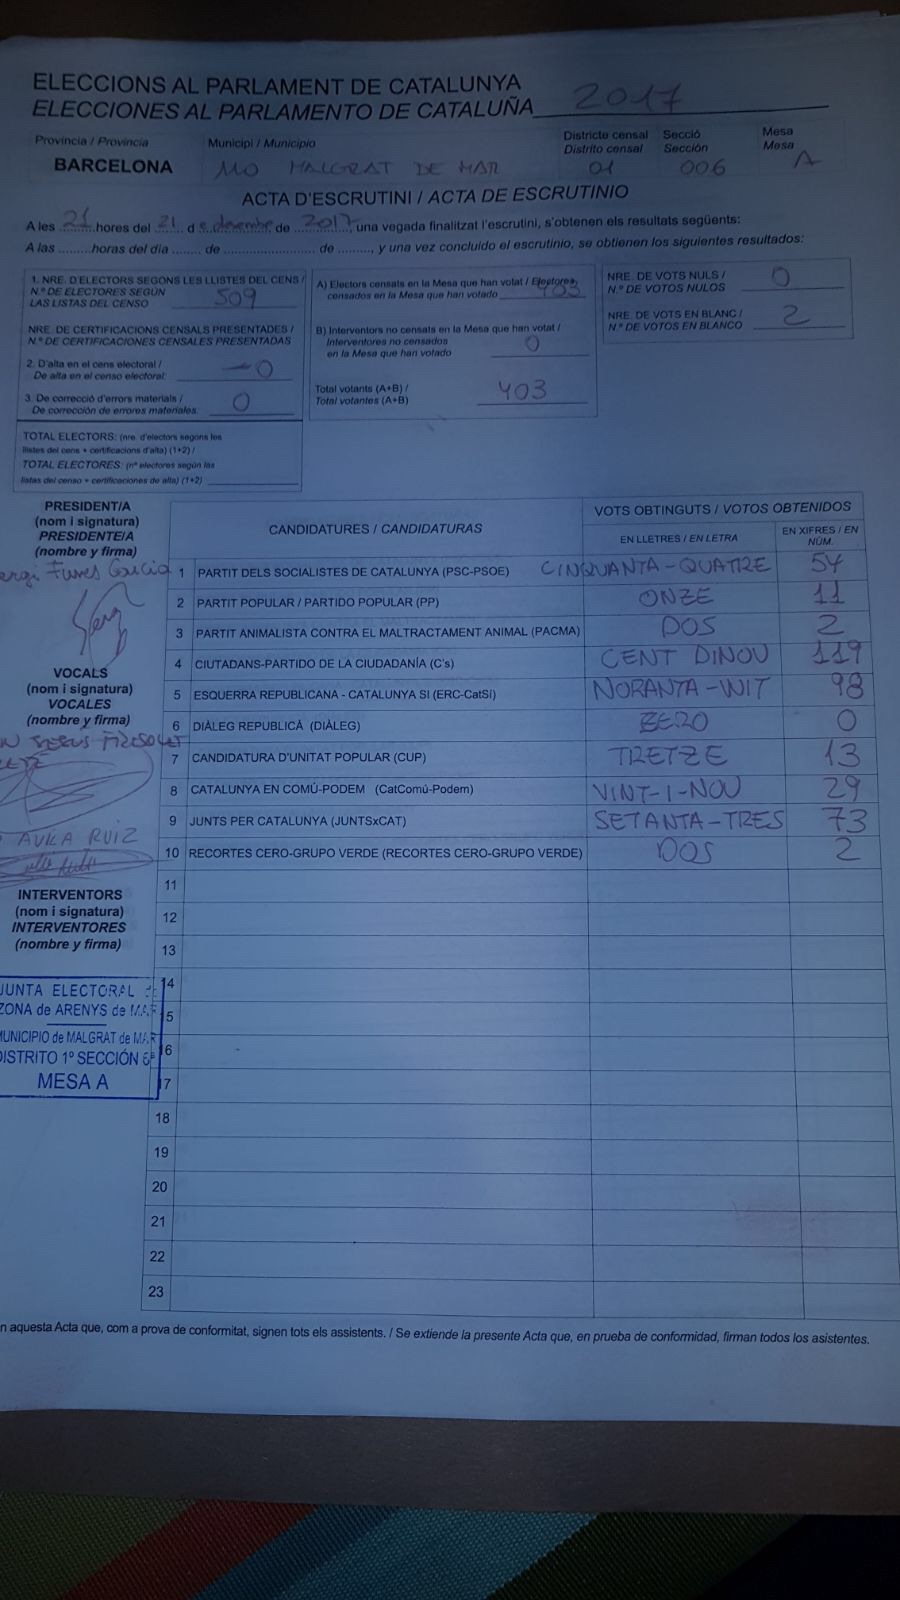 ELECCIONS AL PARLAMENT DE CATALUNYA
ELECCIONES AL PARLAMENTO DE CATALUÑA 2017
Província / Provincia
BARCELONA
Municipi / Municipio
110 MALGRAT DE MAR
Districte censal
Distrito censal
01
Secció
Sección
006
Mesa
Mesa
A
ACTA D'ESCRUTINI / ACTA DE ESCRUTINIO
A les 21 hores del 21 d e desembre de 2017, una vegada finalitzat l'escrutini, s'obtenen els resultats següents:
A las ......... horas del día ....... de ........................ de ........., y una vez concluido el escrutinio, se obtienen los siguientes resultados:
1. NRE. D'ELECTORS SEGONS LES LLISTES DEL CENS /
N.º DE ELECTORES SEGÚN
LAS LISTAS DEL CENSO 509
NRE. DE CERTIFICACIONS CENSALS PRESENTADES /
N.º DE CERTIFICACIONES CENSALES PRESENTADAS
2. D'alta en el cens electoral /
De alta en el censo electoral: 0
3. De correcció d'errors materials /
De corrección de errores materiales: 0
TOTAL ELECTORS: (nre. d'electors segons les
llistes del cens + certificacions d'alta) (1+2) /
TOTAL ELECTORES: (nº electores según las
listas del censo + certificaciones de alta) (1+2)
A) Electors censats en la Mesa que han votat / Electores
censados en la Mesa que han votado 403
B) Interventors no censats en la Mesa que han votat /
Interventores no censados
en la Mesa que han votado 0
Total votants (A+B) /
Total votantes (A+B) 403
NRE. DE VOTS NULS /
N.º DE VOTOS NULOS 0
NRE. DE VOTS EN BLANC /
N.º DE VOTOS EN BLANCO 2
PRESIDENT/A
(nom i signatura)
PRESIDENTE/A
(nombre y firma)
Funes Garcia
VOCALS
(nom i signatura)
VOCALES
(nombre y firma)
AVILA RUIZ
INTERVENTORS
(nom i signatura)
INTERVENTORES
(nombre y firma)
JUNTA ELECTORAL DE
ZONA de ARENYS de MAR
MUNICIPIO de MALGRAT de MAR
DISTRITO 1º SECCIÓN 6ª
MESA A
CANDIDATURES / CANDIDATURAS
VOTS OBTINGUTS / VOTOS OBTENIDOS
EN LLETRES / EN LETRA
EN XIFRES / EN
NÚM.
1 PARTIT DELS SOCIALISTES DE CATALUNYA (PSC-PSOE) CINQUANTA-QUATRE 54
2 PARTIT POPULAR / PARTIDO POPULAR (PP) ONZE 11
3 PARTIT ANIMALISTA CONTRA EL MALTRACTAMENT ANIMAL (PACMA) DOS 2
4 CIUTADANS-PARTIDO DE LA CIUDADANÍA (C's) CENT DINOU 119
5 ESQUERRA REPUBLICANA - CATALUNYA SI (ERC-CatSí) NORANTA-VUIT 98
6 DIÀLEG REPUBLICÀ (DIÀLEG) ZERO 0
7 CANDIDATURA D'UNITAT POPULAR (CUP) TRETZE 13
8 CATALUNYA EN COMÚ-PODEM (CatComú-Podem) VINT-I-NOU 29
9 JUNTS PER CATALUNYA (JUNTSxCAT) SETANTA-TRES 73
10 RECORTES CERO-GRUPO VERDE (RECORTES CERO-GRUPO VERDE) DOS 2
11
12
13
14
15
16
17
18
19
20
21
22
23
n aquesta Acta que, com a prova de conformitat, signen tots els assistents. / Se extiende la presente Acta que, en prueba de conformidad, firman todos los asistentes.